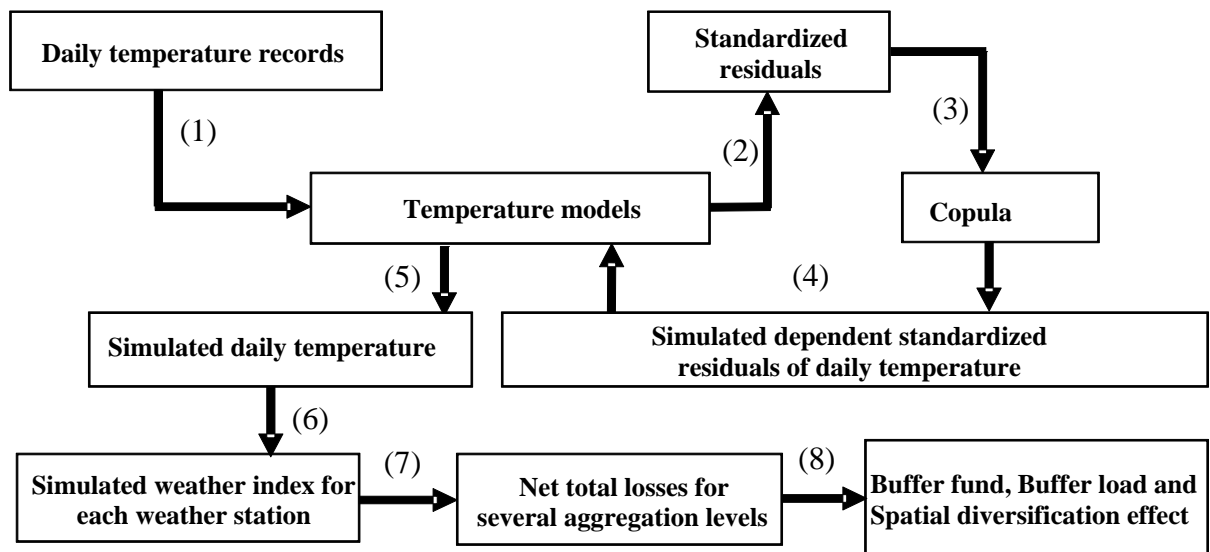 Daily temperature records
Standardized
residuals
(1)
(2)
(3)
Temperature models
Copula
(5)
(4)
Simulated daily temperature
Simulated dependent standardized
residuals of daily temperature
(6)
(7)
(8)
Simulated weather index for
each weather station
Net total losses for
several aggregation levels
Buffer fund, Buffer load and
Spatial diversification effect